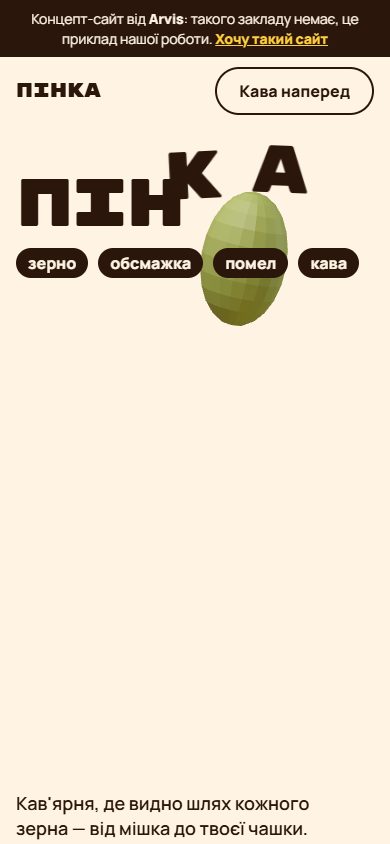 Концепт-сайт від Arvis: такого закладу немає, це
приклад нашої роботи. Хочу такий сайт
ПІНКА
Кава наперед
ПІНКА
зерно обсмажка помел кава
Кав'ярня, де видно шлях кожного
зерна — від мішка до твоєї чашки.